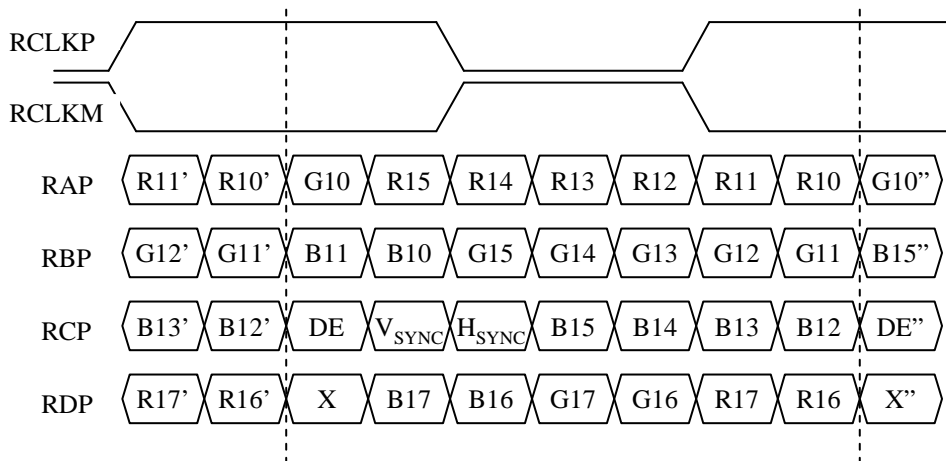 RCLKP
RCLKM
RAP R11’ R10’ G10 R15 R14 R13 R12 R11 R10 G10”
RBP G12’ G11’ B11 B10 G15 G14 G13 G12 G11 B15”
RCP B13’ B12’ DE VSYNC HSYNC B15 B14 B13 B12 DE”
RDP R17’ R16’ X B17 B16 G17 G16 R17 R16 X”